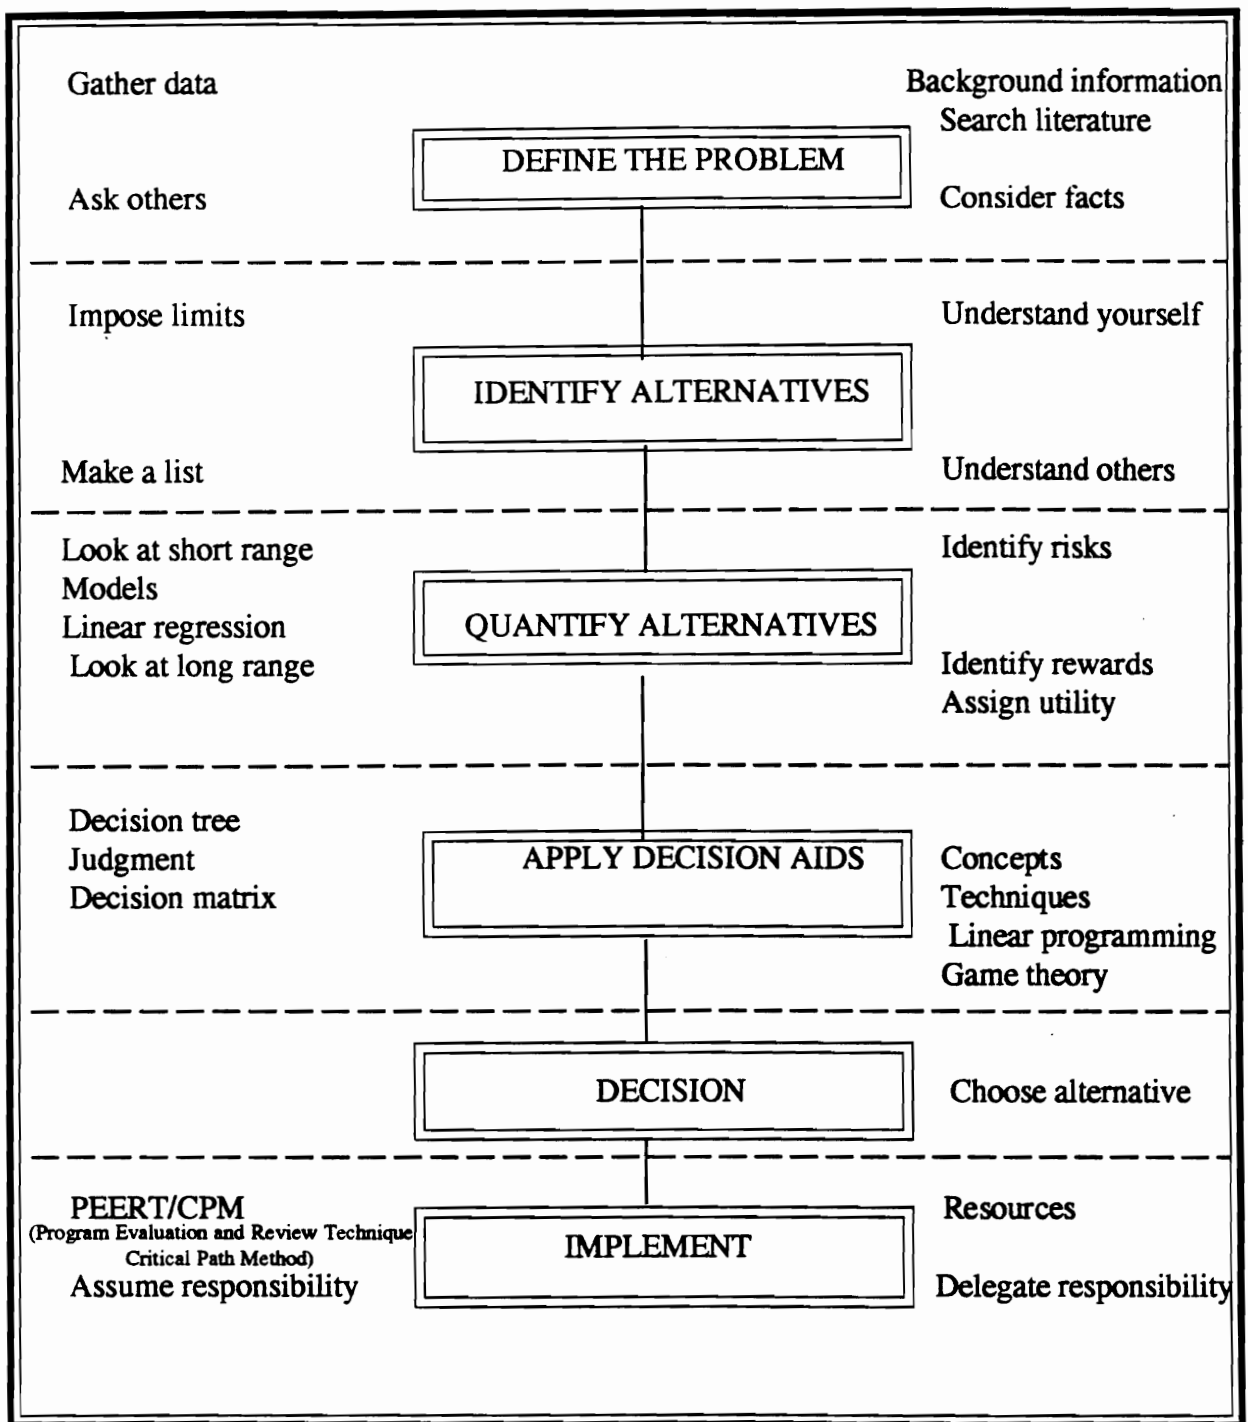 Gather data
Background information
Search literature
DEFINE THE PROBLEM
Ask others
Consider facts
Impose limits
Understand yourself
IDENTIFY ALTERNATIVES
Make a list
Understand others
Look at short range
Identify risks
Models
Linear regression
QUANTIFY ALTERNATIVES
Look at long range
Identify rewards
Assign utility
Decision tree
Judgment
APPLY DECISION AIDS
Concepts
Decision matrix
Techniques
Linear programming
Game theory
DECISION
Choose alternative
PEERT/CPM
(Program Evaluation and Review Technique
Critical Path Method)
Resources
IMPLEMENT
Assume responsibility
Delegate responsibility